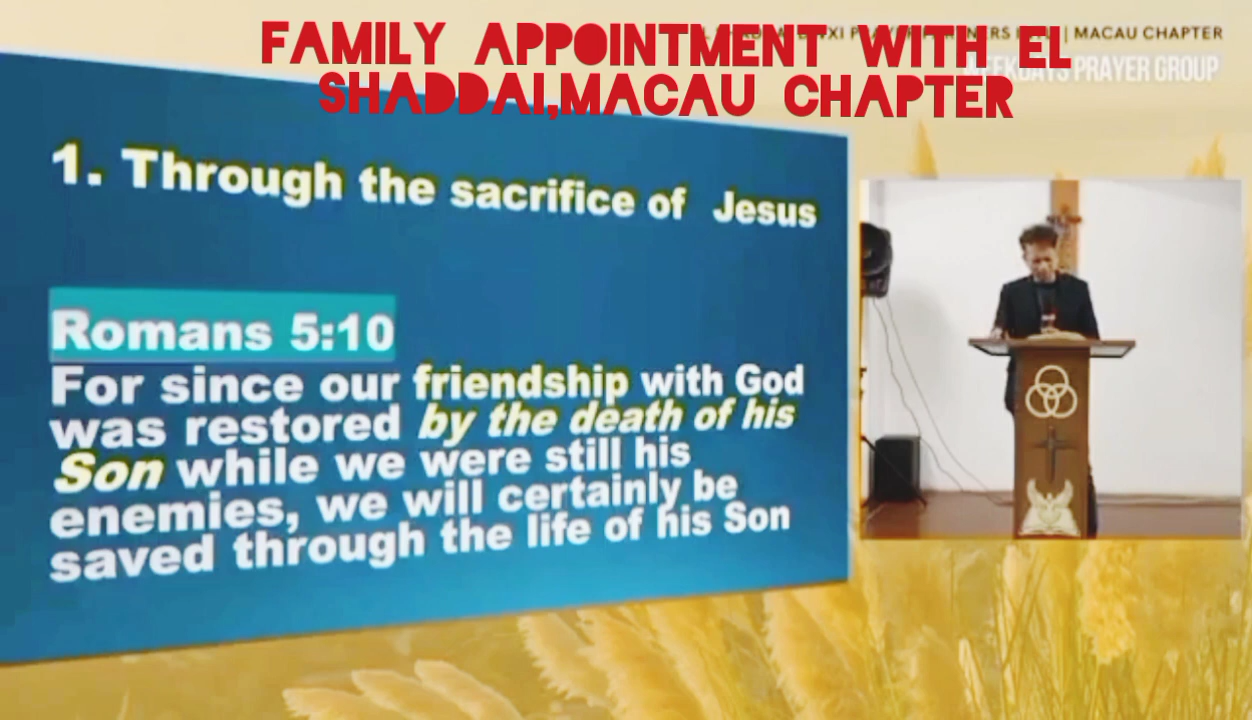 FAMILY APPOINTMENT WITH EL
SHADDAI,MACAU CHAPTER
| MACAU CHAPTER
WEEKDAYS PRAYER GROUP
1. Through the sacrifice of Jesus
Romans 5:10
For since our friendship with God
was restored by the death of his
Son while we were still his
enemies, we will certainly be
saved through the life of his Son